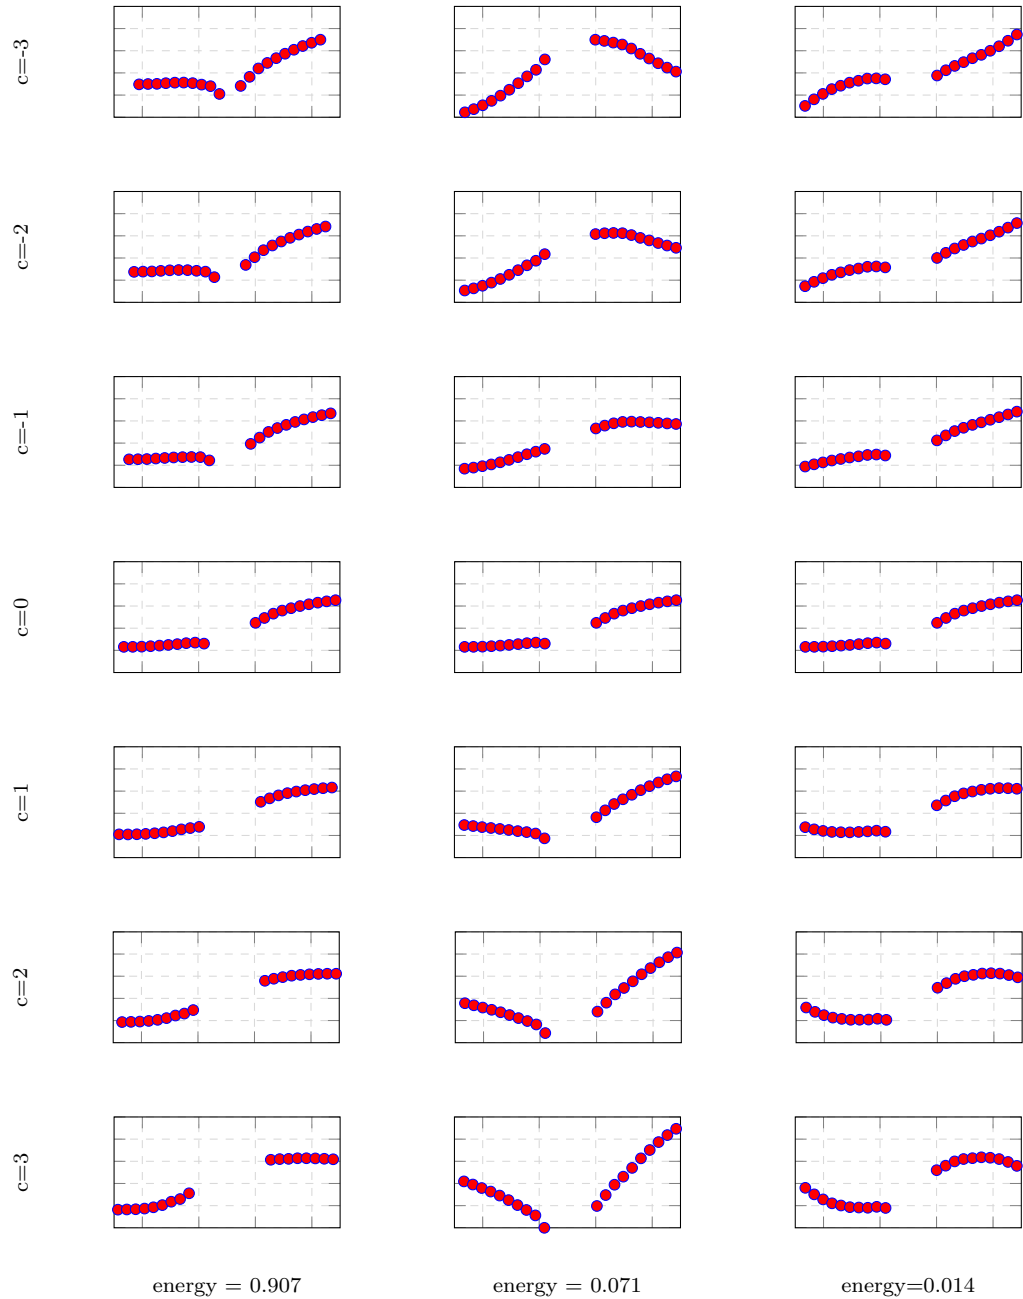 c=-3
c=-2
c=-1
c=0
c=1
c=2
c=3
energy = 0.907
energy = 0.071
energy=0.014